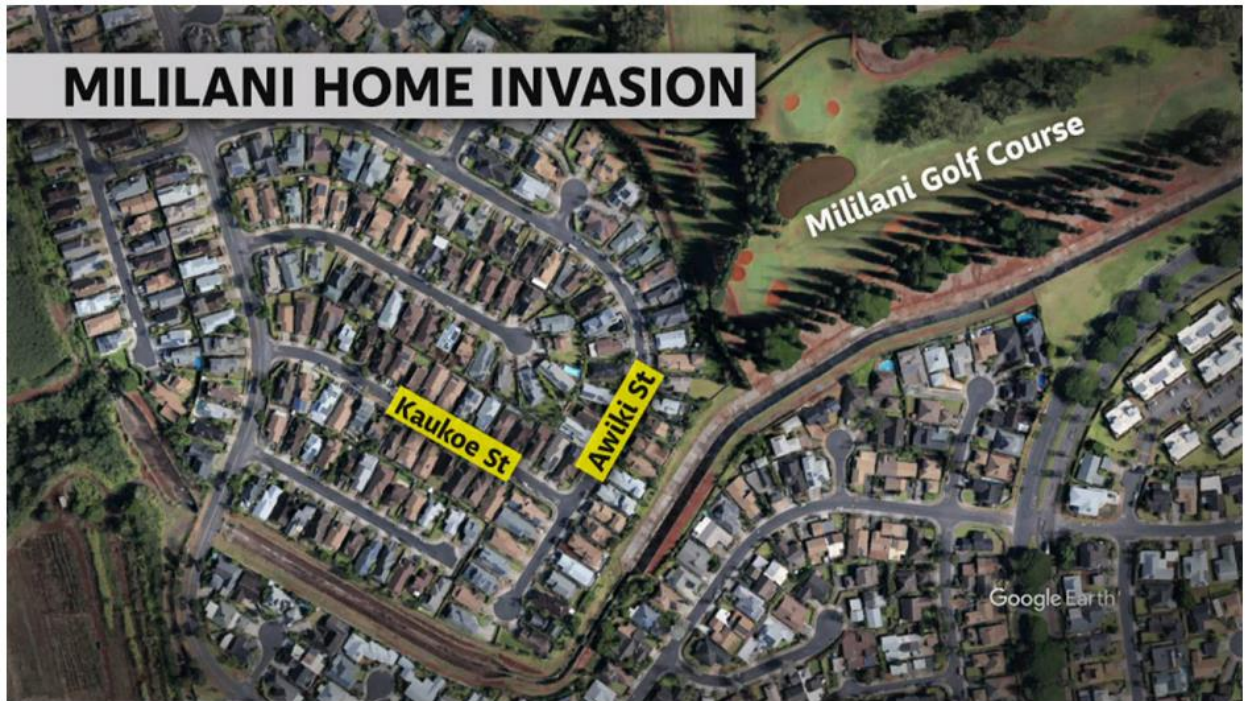 MILILANI HOME INVASION
Mililani Golf Course
Kaukoe St
Awiki St
Google Earth